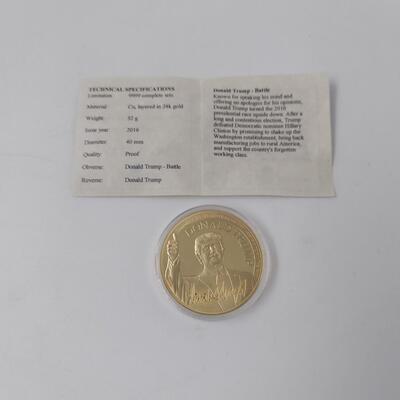 TECHNICAL SPECIFICATIONS
Limitation: 9999 complete sets
Material: Cu, layered in 24k gold
Weight: 32 g
Issue year: 2016
Diameter: 40 mm
Quality: Proof
Obverse: Donald Trump - Battle
Reverse: Donald Trump
Donald Trump - Battle
Known for speaking his mind and
offering no apologies for his opinions,
Donald Trump turned the 2016
presidential race upside down. After a
long and contentious election, Trump
defeated Democratic nominee Hillary
Clinton by promising to shake up the
Washington establishment, bring back
manufacturing jobs to rural America,
and support the country's forgotten
working class.
DONALD TRUMP